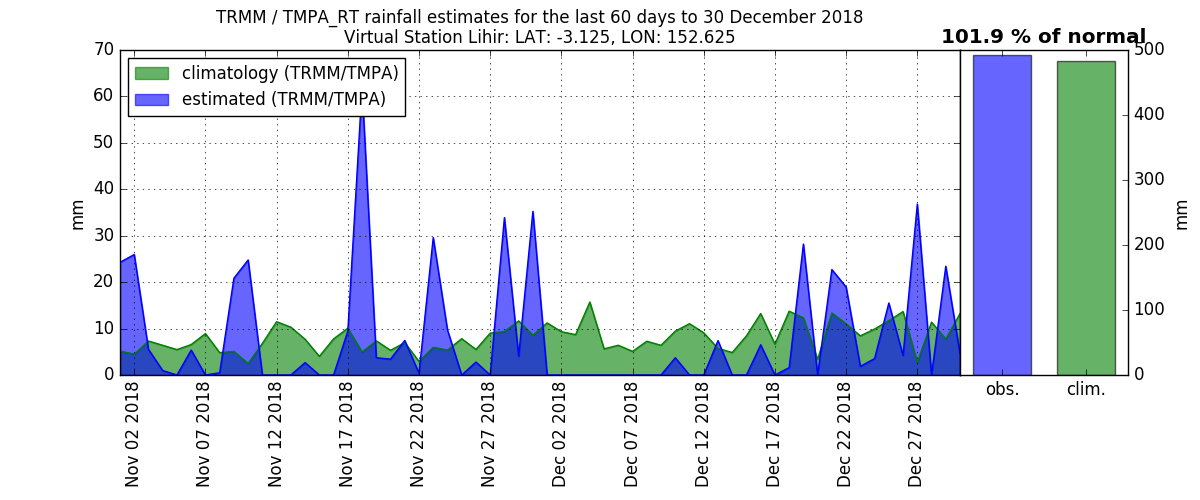 TRMM / TMPA_RT rainfall estimates for the last 60 days to 30 December 2018
Virtual Station Lihir: LAT: -3.125, LON: 152.625
101.9 % of normal
climatology (TRMM/TMPA)
estimated (TRMM/TMPA)
mm
70
60
50
40
30
20
10
0
Nov 02 2018
Nov 07 2018
Nov 12 2018
Nov 17 2018
Nov 22 2018
Nov 27 2018
Dec 02 2018
Dec 07 2018
Dec 12 2018
Dec 17 2018
Dec 22 2018
Dec 27 2018
obs.
clim.
500
400
300
200
100
0
mm